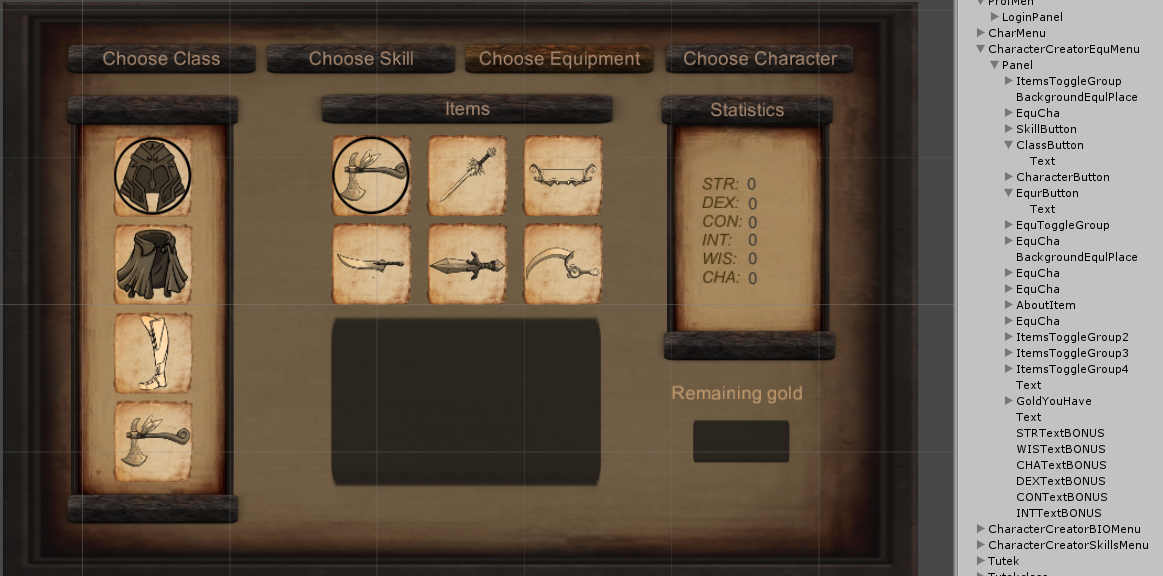 Choose Class
Choose Skill
Choose Equipment
Choose Character
Items
Statistics
STR: 0
DEX: 0
CON: 0
INT: 0
WIS: 0
CHA: 0
Remaining gold
LoginPanel
CharMenu
CharacterCreatorEquMenu
Panel
ItemsToggleGroup
BackgroundEqulPlace
EquCha
SkillButton
ClassButton
Text
CharacterButton
EqurButton
Text
EquToggleGroup
EquCha
BackgroundEqulPlace
EquCha
EquCha
AboutItem
EquCha
ItemsToggleGroup2
ItemsToggleGroup3
ItemsToggleGroup4
Text
GoldYouHave
Text
STRTextBONUS
WISTextBONUS
CHATextBONUS
DEXTextBONUS
CONTextBONUS
INTTextBONUS
CharacterCreatorBIOMenu
CharacterCreatorSkillsMenu
Tutek